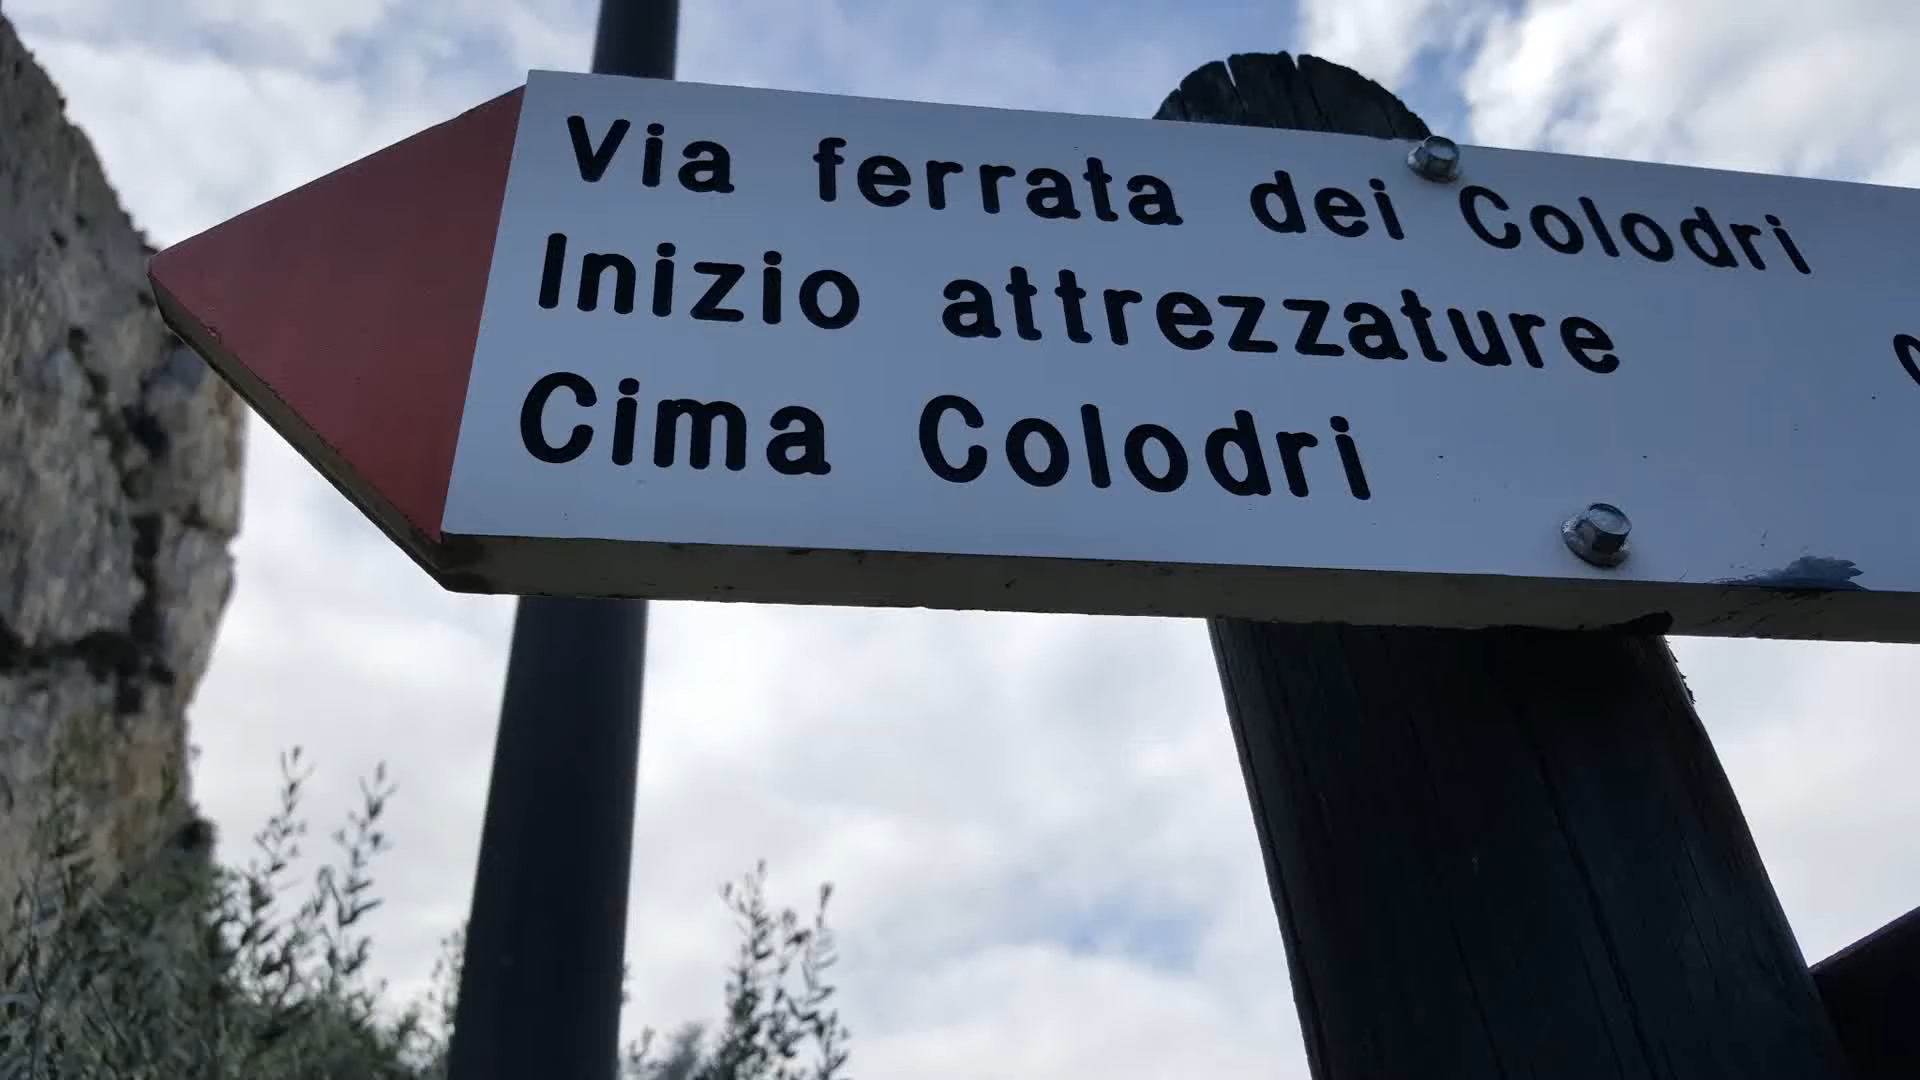 Via ferrata dei Colodri
Inizio attrezzature
Cima Colodri